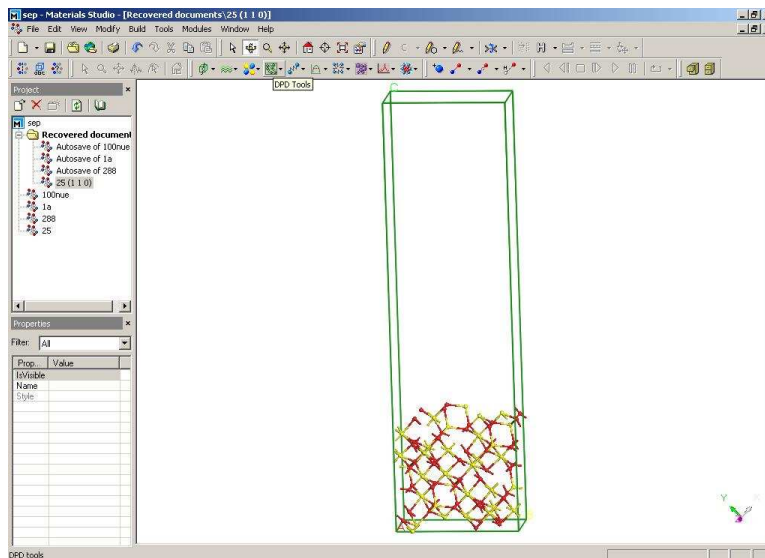 sep - Materials Studio - [Recovered documents\25 (1 1 0)]
File Edit View Modify Build Tools Modules Window Help
DPD Tools
Project
sep
Recovered document
Autosave of 100nue
Autosave of 1a
Autosave of 288
25 (1 1 0)
100nue
1a
288
25
Properties
Filter: All
Prop... Value
IsVisible
Name
Style
Y
DPD tools